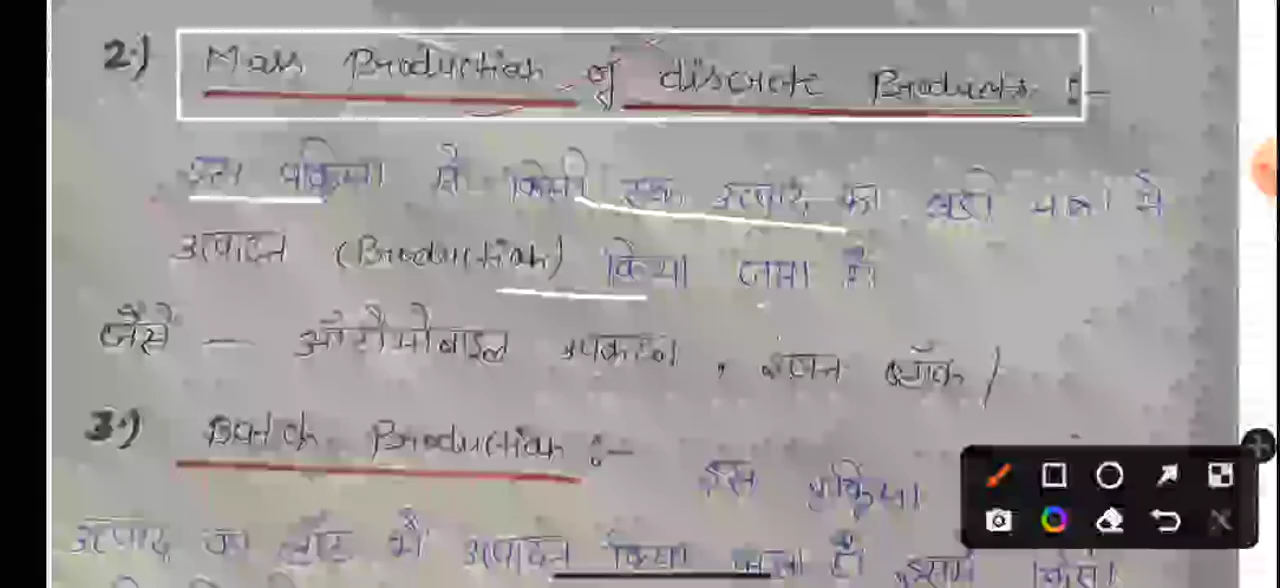 2.) Mass Production of discrete Products :-
इस प्रक्रिया में किसी एक उत्पाद का बडी मात्रा में
उत्पादन (Production) किया जाता है
जैसे — ऑटोमोबाइल उपकरण , इंजन ब्लॉक /
3.) Batch Production :-
इस प्रक्रिया
उत्पाद का लॉट में उत्पादन किया जाता है। इसमें किसी